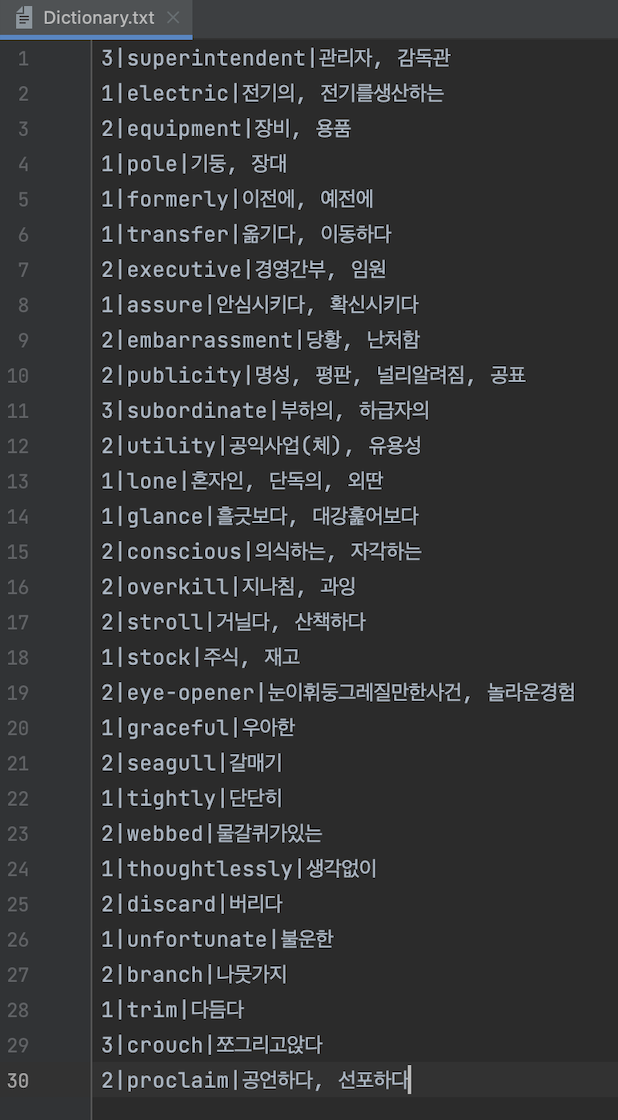 Dictionary.txt
1 3|superintendent|관리자, 감독관
2 1|electric|전기의, 전기를생산하는
3 2|equipment|장비, 용품
4 1|pole|기둥, 장대
5 1|formerly|이전에, 예전에
6 1|transfer|옮기다, 이동하다
7 2|executive|경영간부, 임원
8 1|assure|안심시키다, 확신시키다
9 2|embarrassment|당황, 난처함
10 2|publicity|명성, 평판, 널리알려짐, 공표
11 3|subordinate|부하의, 하급자의
12 2|utility|공익사업(체), 유용성
13 1|lone|혼자인, 단독의, 외딴
14 1|glance|흘긋보다, 대강훑어보다
15 2|conscious|의식하는, 자각하는
16 2|overkill|지나침, 과잉
17 2|stroll|거닐다, 산책하다
18 1|stock|주식, 재고
19 2|eye-opener|눈이휘둥그레질만한사건, 놀라운경험
20 1|graceful|우아한
21 2|seagull|갈매기
22 1|tightly|단단히
23 2|webbed|물갈퀴가있는
24 1|thoughtlessly|생각없이
25 2|discard|버리다
26 1|unfortunate|불운한
27 2|branch|나뭇가지
28 1|trim|다듬다
29 3|crouch|쪼그리고앉다
30 2|proclaim|공언하다, 선포하다